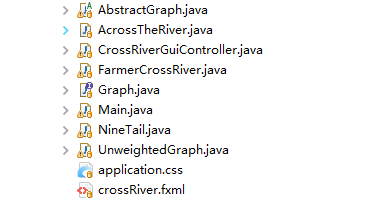 AbstractGraph.java
AcrossTheRiver.java
CrossRiverGuiController.java
FarmerCrossRiver.java
Graph.java
Main.java
NineTail.java
UnweightedGraph.java
application.css
crossRiver.fxml